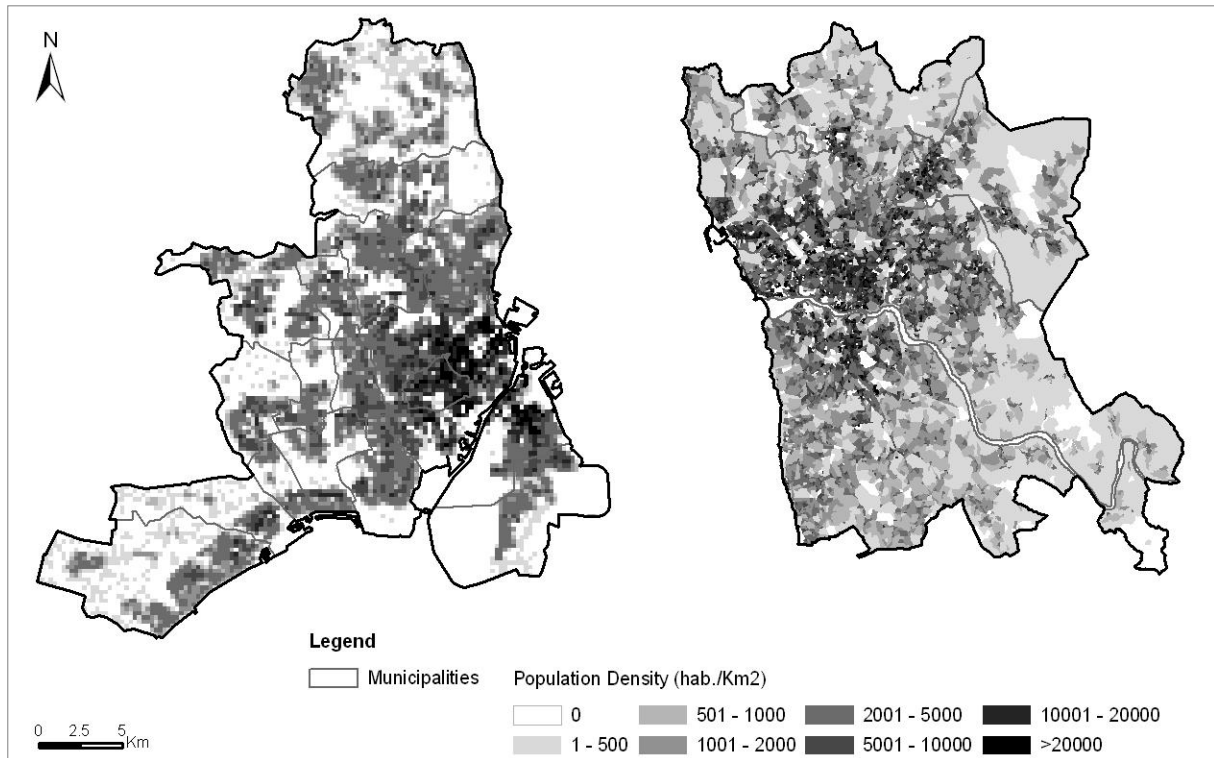 N
Legend
Municipalities
Population Density (hab./Km2)
0 501 - 1000 2001 - 5000 10001 - 20000
1 - 500 1001 - 2000 5001 - 10000 >20000
0 2.5 5
Km